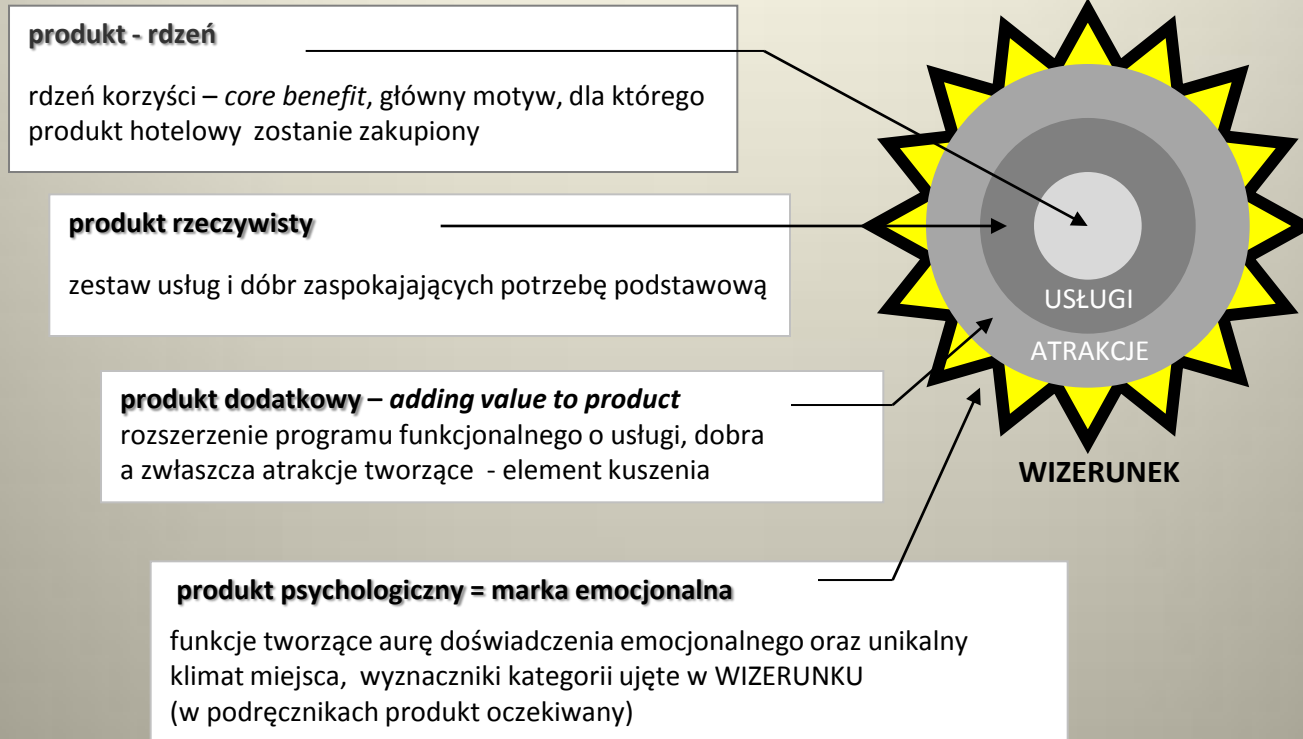 produkt - rdzeń
rdzeń korzyści – core benefit, główny motyw, dla którego
produkt hotelowy zostanie zakupiony
produkt rzeczywisty
zestaw usług i dóbr zaspokajających potrzebę podstawową
produkt dodatkowy – adding value to product
rozszerzenie programu funkcjonalnego o usługi, dobra
a zwłaszcza atrakcje tworzące - element kuszenia
produkt psychologiczny = marka emocjonalna
funkcje tworzące aurę doświadczenia emocjonalnego oraz unikalny
klimat miejsca, wyznaczniki kategorii ujęte w WIZERUNKU
(w podręcznikach produkt oczekiwany)
USŁUGI
ATRAKCJE
WIZERUNEK